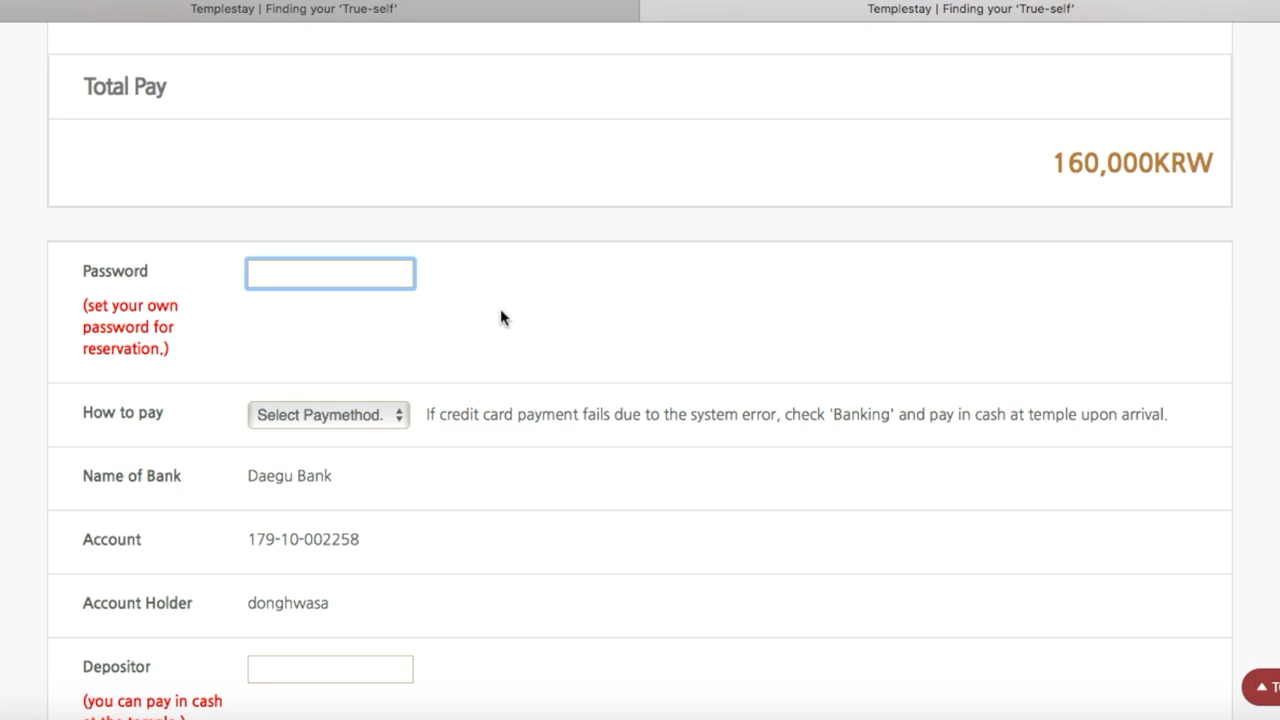 Templestay | Finding your ‘True-self’
Templestay | Finding your ‘True-self’
Total Pay
160,000KRW
Password
(set your own
password for
reservation.)
How to pay
Select Paymethod.
If credit card payment fails due to the system error, check 'Banking' and pay in cash at temple upon arrival.
Name of Bank
Daegu Bank
Account
179-10-002258
Account Holder
donghwasa
Depositor
(you can pay in cash
at the temple.)